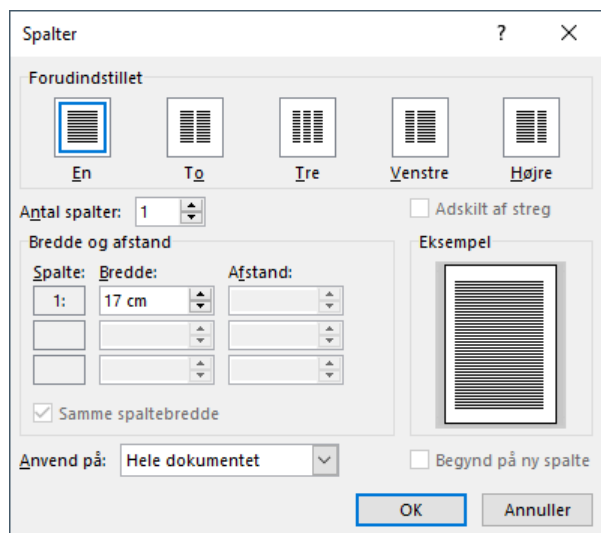 Spalter ?
Forudindstillet
En To Tre Venstre Højre
Antal spalter: 1 Adskilt af streg
Bredde og afstand Eksempel
Spalte: Bredde: Afstand:
1: 17 cm
Samme spaltebredde
Anvend på: Hele dokumentet Begynd på ny spalte
OK Annuller